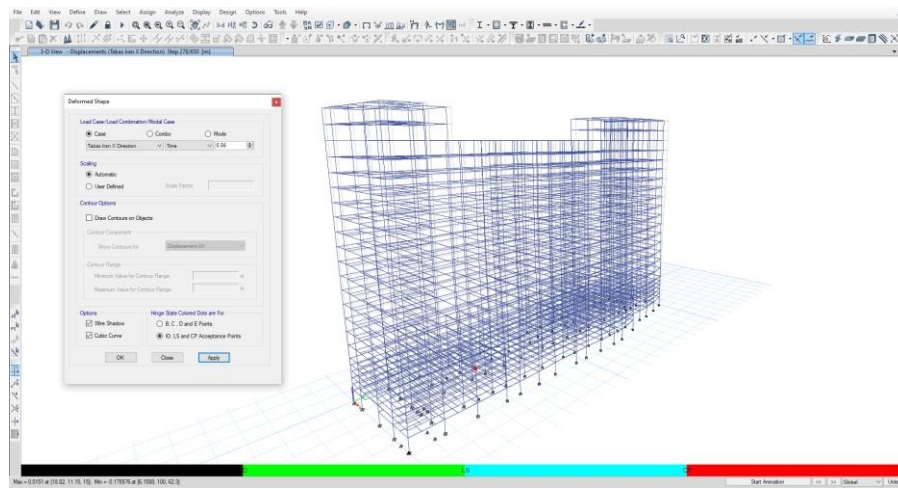 File Edit View Define Draw Select Assign Analyze Display Design Options Tools Help
3-D View - Displacements (Tabas Iran X Direction) Step 278/650 [m]
Deformed Shape
Load Case/Load Combination/Modal Case
Case Combo Mode
Tabas Iran X Direction Time 5.56
Scaling
Automatic
User Defined Scale Factor
Contour Options
Draw Contours on Objects
Contour Component
Show Contours for Displacement UX
Contour Range
Minimum Value for Contour Range m
Maximum Value for Contour Range m
Options Hinge State Colored Dots are For
Wire Shadow B, C, D and E Points
Cubic Curve IO, LS and CP Acceptance Points
OK Close Apply
LS
Start Animation << >> Global Units